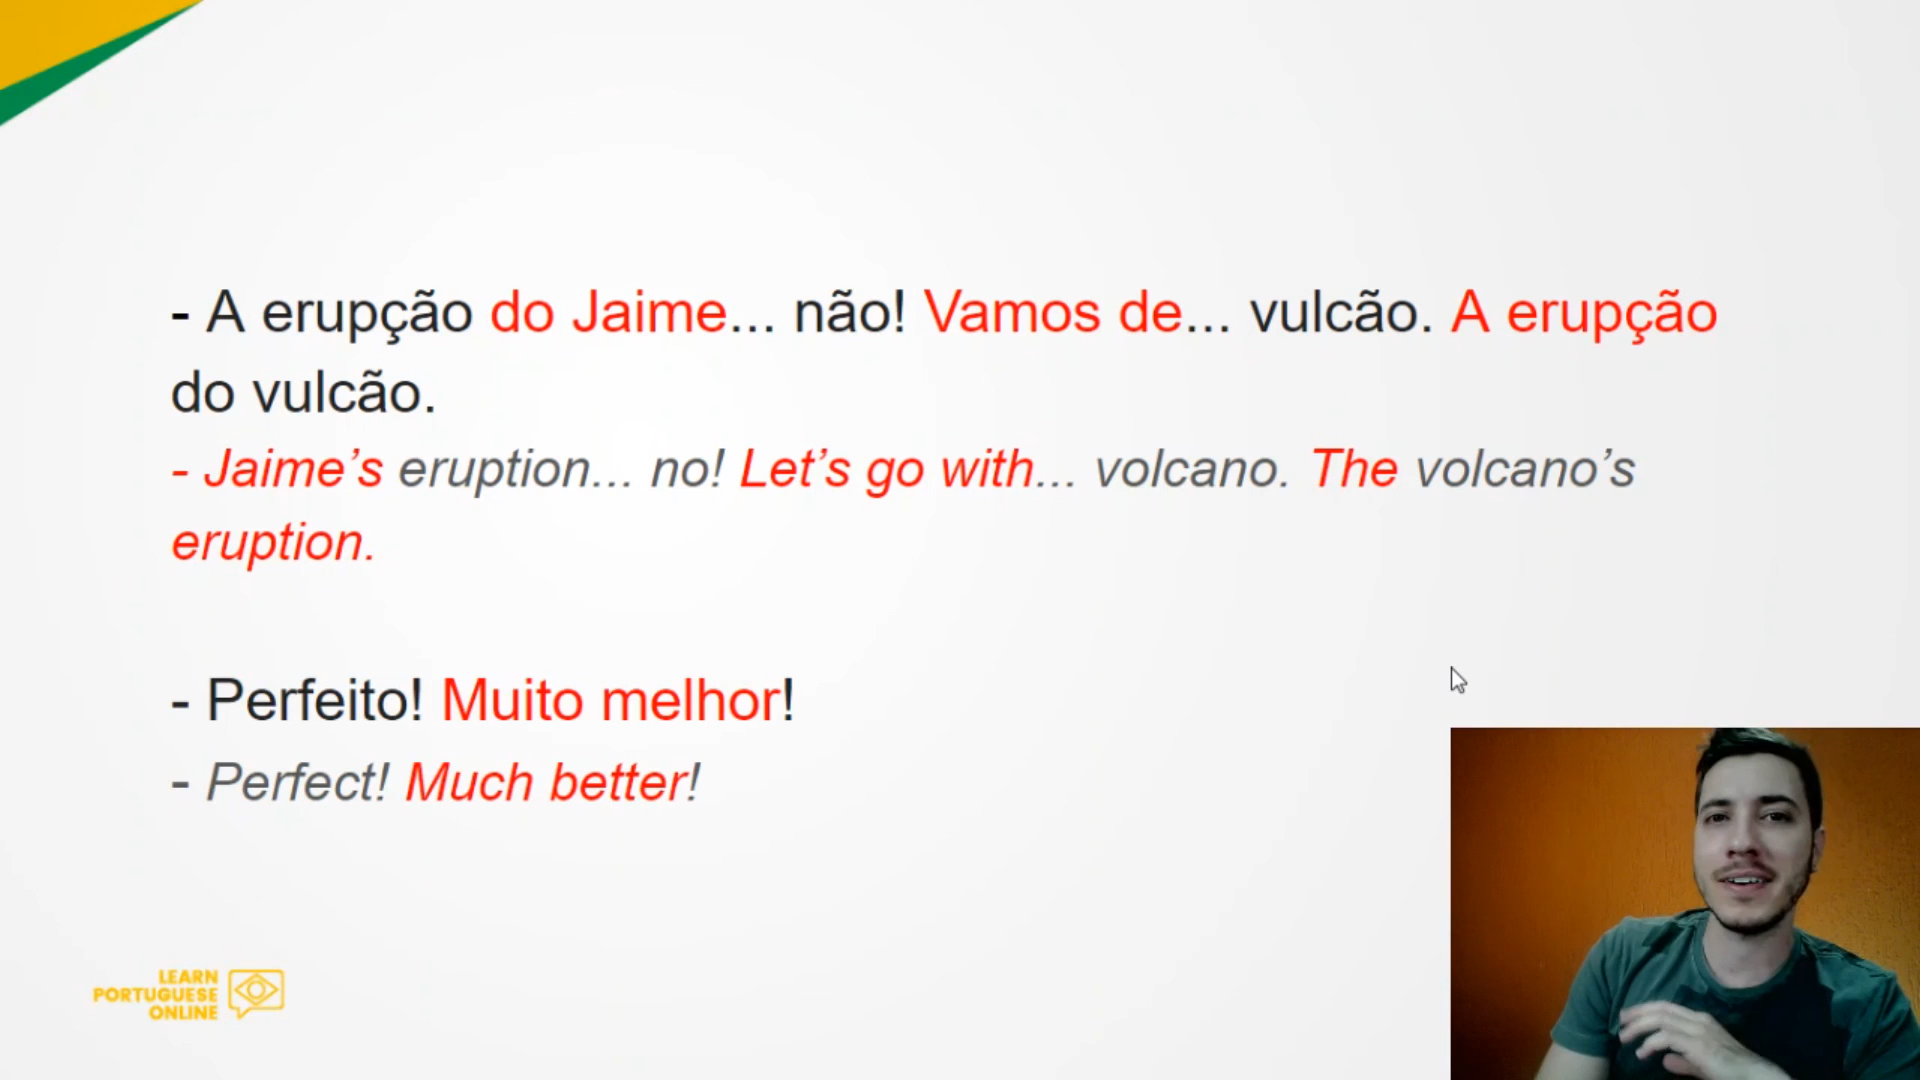 - A erupção do Jaime... não! Vamos de... vulcão. A erupção
do vulcão.
- Jaime’s eruption... no! Let’s go with... volcano. The volcano’s
eruption.
- Perfeito! Muito melhor!
- Perfect! Much better!
LEARN
PORTUGUESE
ONLINE